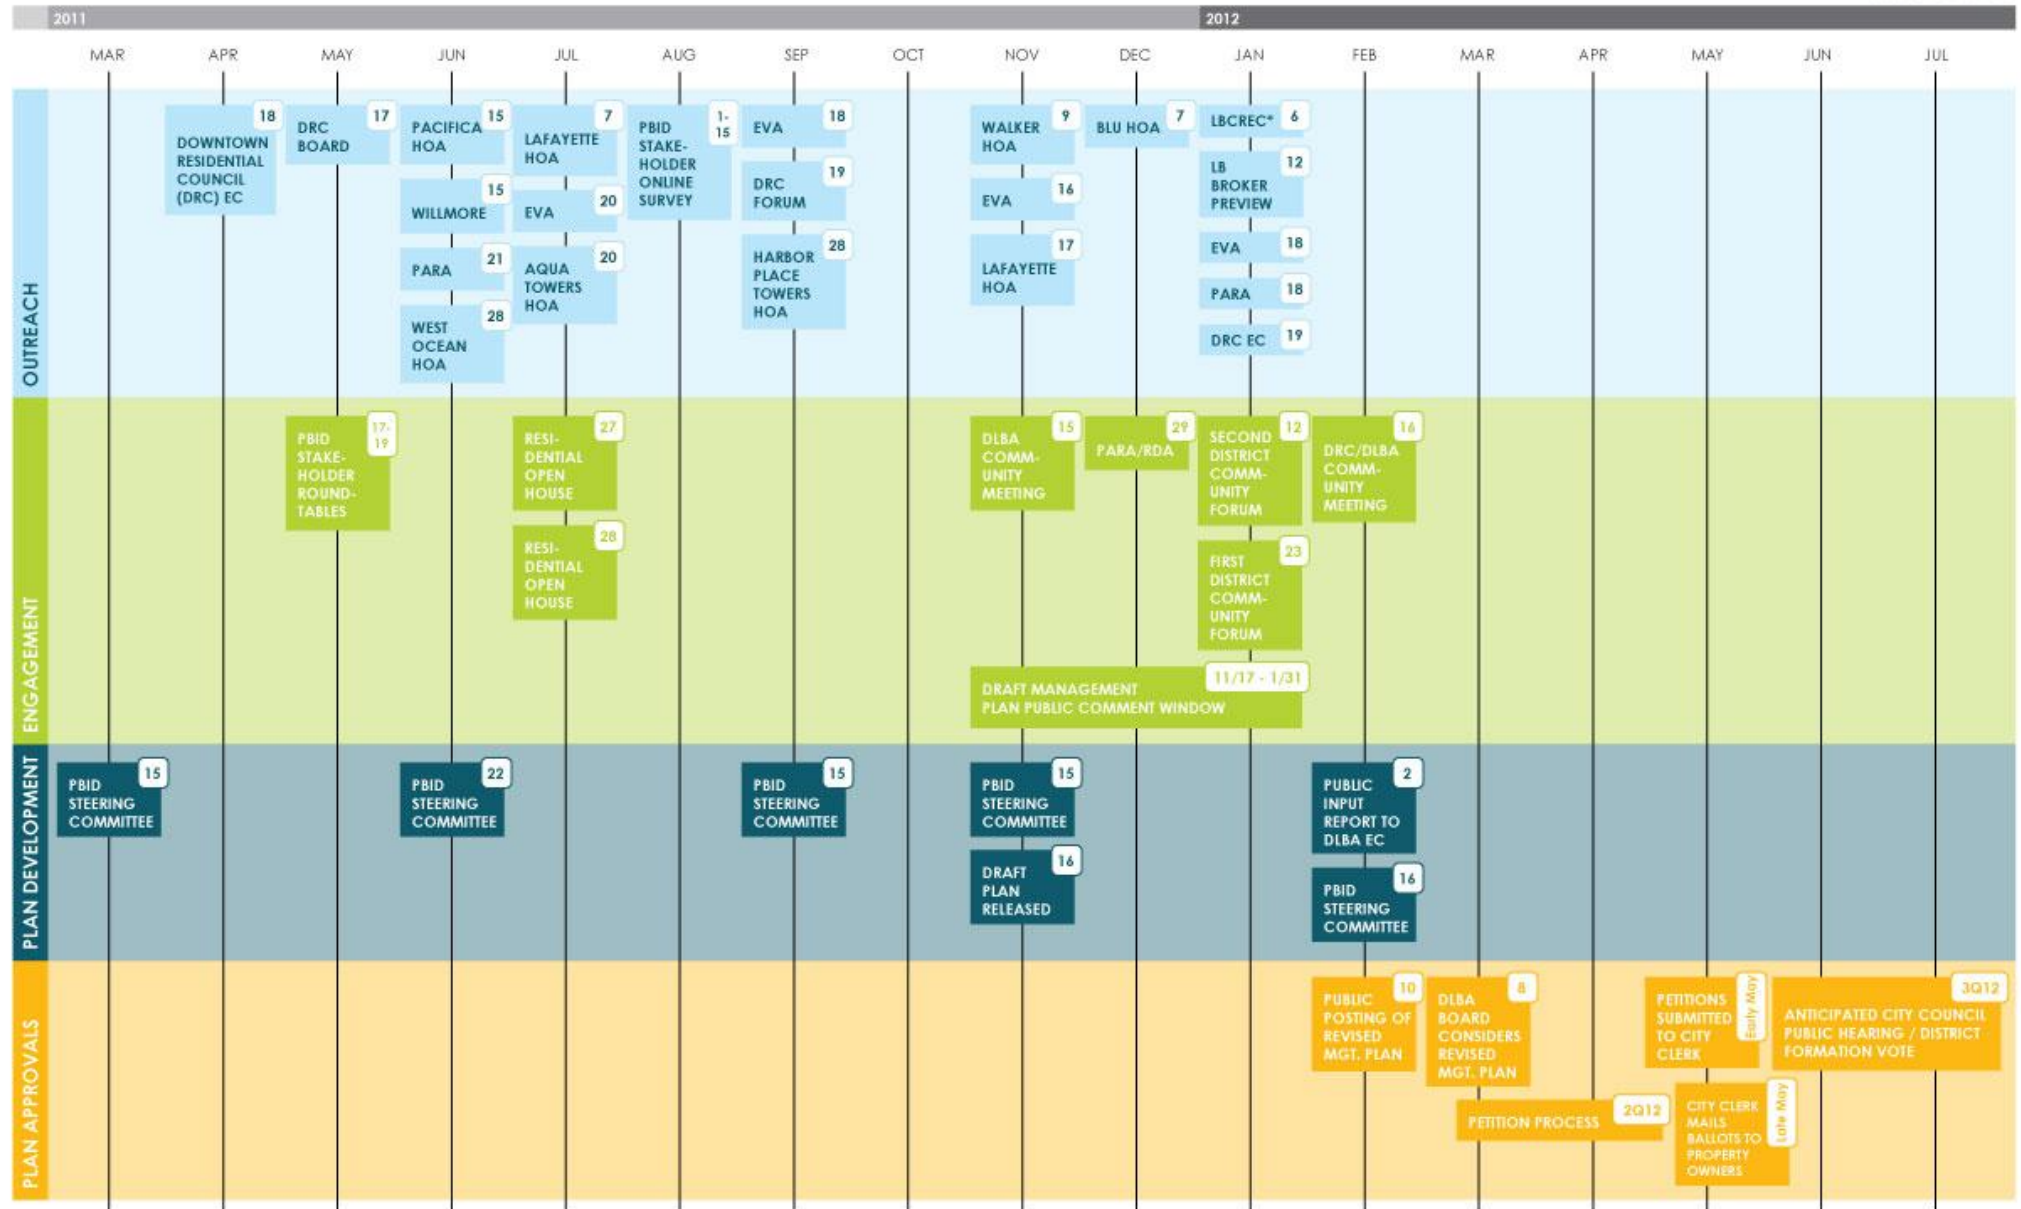 2011
2012
MAR
APR
MAY
JUN
JUL
AUG
SEP
OCT
NOV
DEC
JAN
FEB
MAR
APR
MAY
JUN
JUL
OUTREACH
18
DOWNTOWN
RESIDENTIAL
COUNCIL
(DRC) EC
17
DRC
BOARD
15
PACIFICA
HOA
15
WILLMORE
21
PARA
28
WEST
OCEAN
HOA
7
LAFAYETTE
HOA
20
EVA
20
AQUA
TOWERS
HOA
1-
15
PBID
STAKE-
HOLDER
ONLINE
SURVEY
18
EVA
19
DRC
FORUM
28
HARBOR
PLACE
TOWERS
HOA
9
WALKER
HOA
16
EVA
17
LAFAYETTE
HOA
7
BLU HOA
6
LBCREC*
12
LB
BROKER
PREVIEW
18
EVA
18
PARA
19
DRC EC
ENGAGEMENT
17-
19
PBID
STAKE-
HOLDER
ROUND-
TABLES
27
RESI-
DENTIAL
OPEN
HOUSE
28
RESI-
DENTIAL
OPEN
HOUSE
15
DLBA
COMM-
UNITY
MEETING
29
PARA/RDA
12
SECOND
DISTRICT
COMM-
UNITY
FORUM
23
FIRST
DISTRICT
COMM-
UNITY
FORUM
16
DRC/DLBA
COMM-
UNITY
MEETING
11/17 - 1/31
DRAFT MANAGEMENT
PLAN PUBLIC COMMENT WINDOW
PLAN DEVELOPMENT
15
PBID
STEERING
COMMITTEE
22
PBID
STEERING
COMMITTEE
15
PBID
STEERING
COMMITTEE
15
PBID
STEERING
COMMITTEE
16
DRAFT
PLAN
RELEASED
2
PUBLIC
INPUT
REPORT TO
DLBA EC
16
PBID
STEERING
COMMITTEE
PLAN APPROVALS
10
PUBLIC
POSTING OF
REVISED
MGT. PLAN
8
DLBA
BOARD
CONSIDERS
REVISED
MGT. PLAN
2Q12
PETITION PROCESS
Early May
PETITIONS
SUBMITTED
TO CITY
CLERK
Late May
CITY CLERK
MAILS
BALLOTS TO
PROPERTY
OWNERS
3Q12
ANTICIPATED CITY COUNCIL
PUBLIC HEARING / DISTRICT
FORMATION VOTE